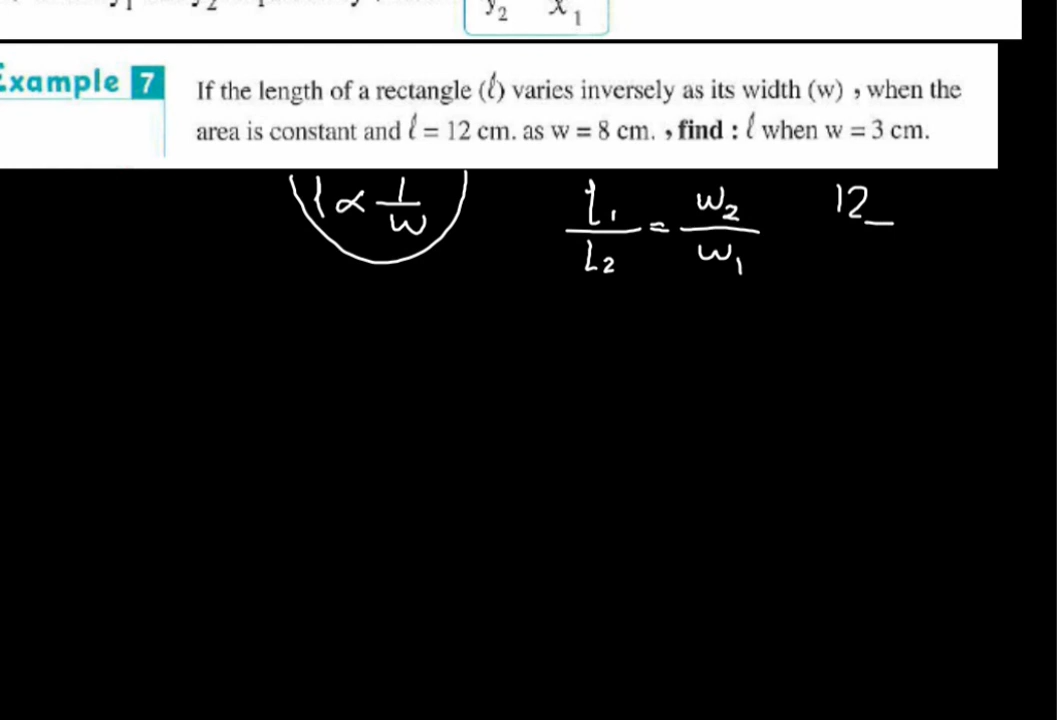 y₂ x₁
Example 7
If the length of a rectangle (ℓ) varies inversely as its width (w) , when the
area is constant and ℓ = 12 cm. as w = 8 cm. , find : ℓ when w = 3 cm.
l ∝ 1/w l₁/L₂ = w₂/w₁ 12_